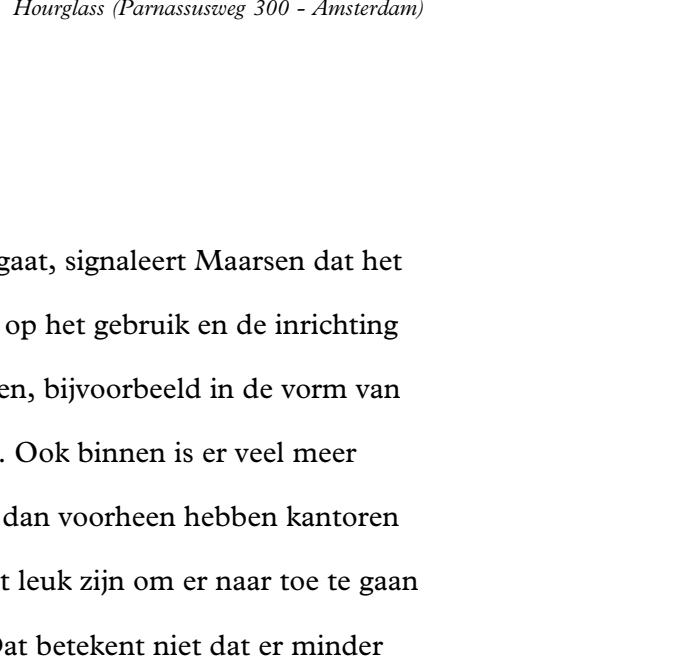 Hourglass (Parnassusweg 300 - Amsterdam)
gaat, signaleert Maarsen dat het
op het gebruik en de inrichting
en, bijvoorbeeld in de vorm van
. Ook binnen is er veel meer
dan voorheen hebben kantoren
t leuk zijn om er naar toe te gaan
Dat betekent niet dat er minder